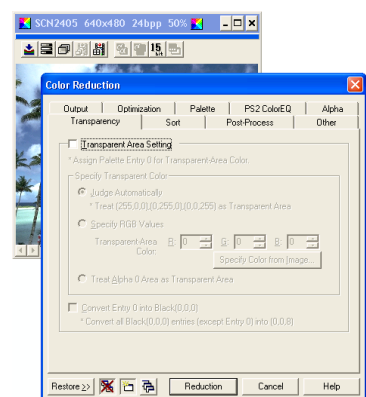 SCN2405 640x480 24bpp 50%
15
Color Reduction
Output Optimization Palette PS2 ColorEQ Alpha
Transparency Sort Post-Process Other
Transparent Area Setting
* Assign Palette Entry 0 for Transparent-Area Color.
Specify Transparent Color
Judge Automatically
* Treat (255,0,0),(0,255,0),(0,0,255) as Transparent Area
Specify RGB Values
Transparent-Area Color: R: 0 G: 0 B: 0
Specify Color from Image...
Treat Alpha 0 Area as Transparent Area
Convert Entry 0 into Black(0,0,0)
* Convert all Black(0,0,0) entries (except Entry 0) into (0,0,8)
Restore >> Reduction Cancel Help